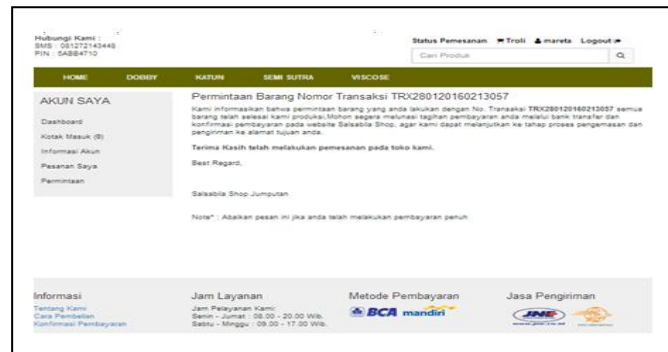 Hubungi Kami :
SMS : 081272143448
PIN : 5ABB4710
Status Pemesanan Troli mareta Logout
Cari Produk
HOME DOBBY KATUN SEMI SUTRA VISCOSE
AKUN SAYA
Dashboard
Kotak Masuk (0)
Informasi Akun
Pesanan Saya
Permintaan
Permintaan Barang Nomor Transaksi TRX280120160213057
Kami informasikan bahwa permintaan barang yang anda lakukan dengan No. Transaksi TRX280120160213057 semua
barang telah selesai kami produksi,Mohon segera melunasi tagihan pembayaran anda melalui bank transfer dan
konfirmasi pembayaran pada website Salsabila Shop, agar kami dapat melanjutkan ke tahap proses pengemasan dan
pengiriman ke alamat tujuan anda.
Terima Kasih telah melakukan pemesanan pada toko kami.
Best Regard,
Salsabila Shop Jumputan
Note* : Abaikan pesan ini jika anda telah melakukan pembayaran penuh
Informasi
Tentang Kami
Cara Pembelian
Konfirmasi Pembayaran
Jam Layanan
Jam Pelayanan Kami:
Senin - Jumat : 08.00 - 20.00 Wib.
Sabtu - Minggu : 09.00 - 17.00 Wib.
Metode Pembayaran
BCA mandiri
Jasa Pengiriman
JNE